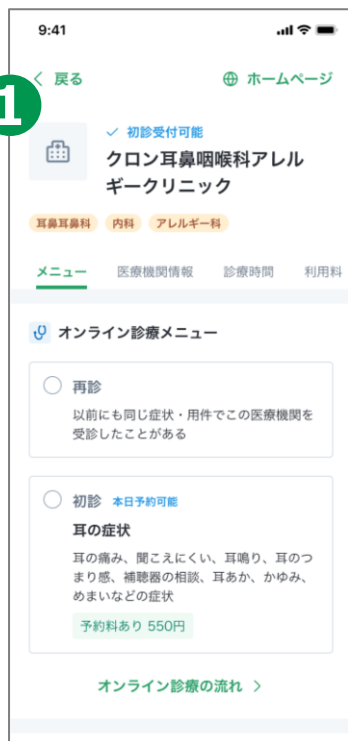 9:41
1
戻る
ホームページ
初診受付可能
クロン耳鼻咽喉科アレル
ギークリニック
耳鼻耳鼻科 内科 アレルギー科
メニュー 医療機関情報 診療時間 利用料
オンライン診療メニュー
再診
以前にも同じ症状・用件でこの医療機関を
受診したことがある
初診 本日予約可能
耳の症状
耳の痛み、聞こえにくい、耳鳴り、耳のつ
まり感、補聴器の相談、耳あか、かゆみ、
めまいなどの症状
予約料あり 550円
オンライン診療の流れ